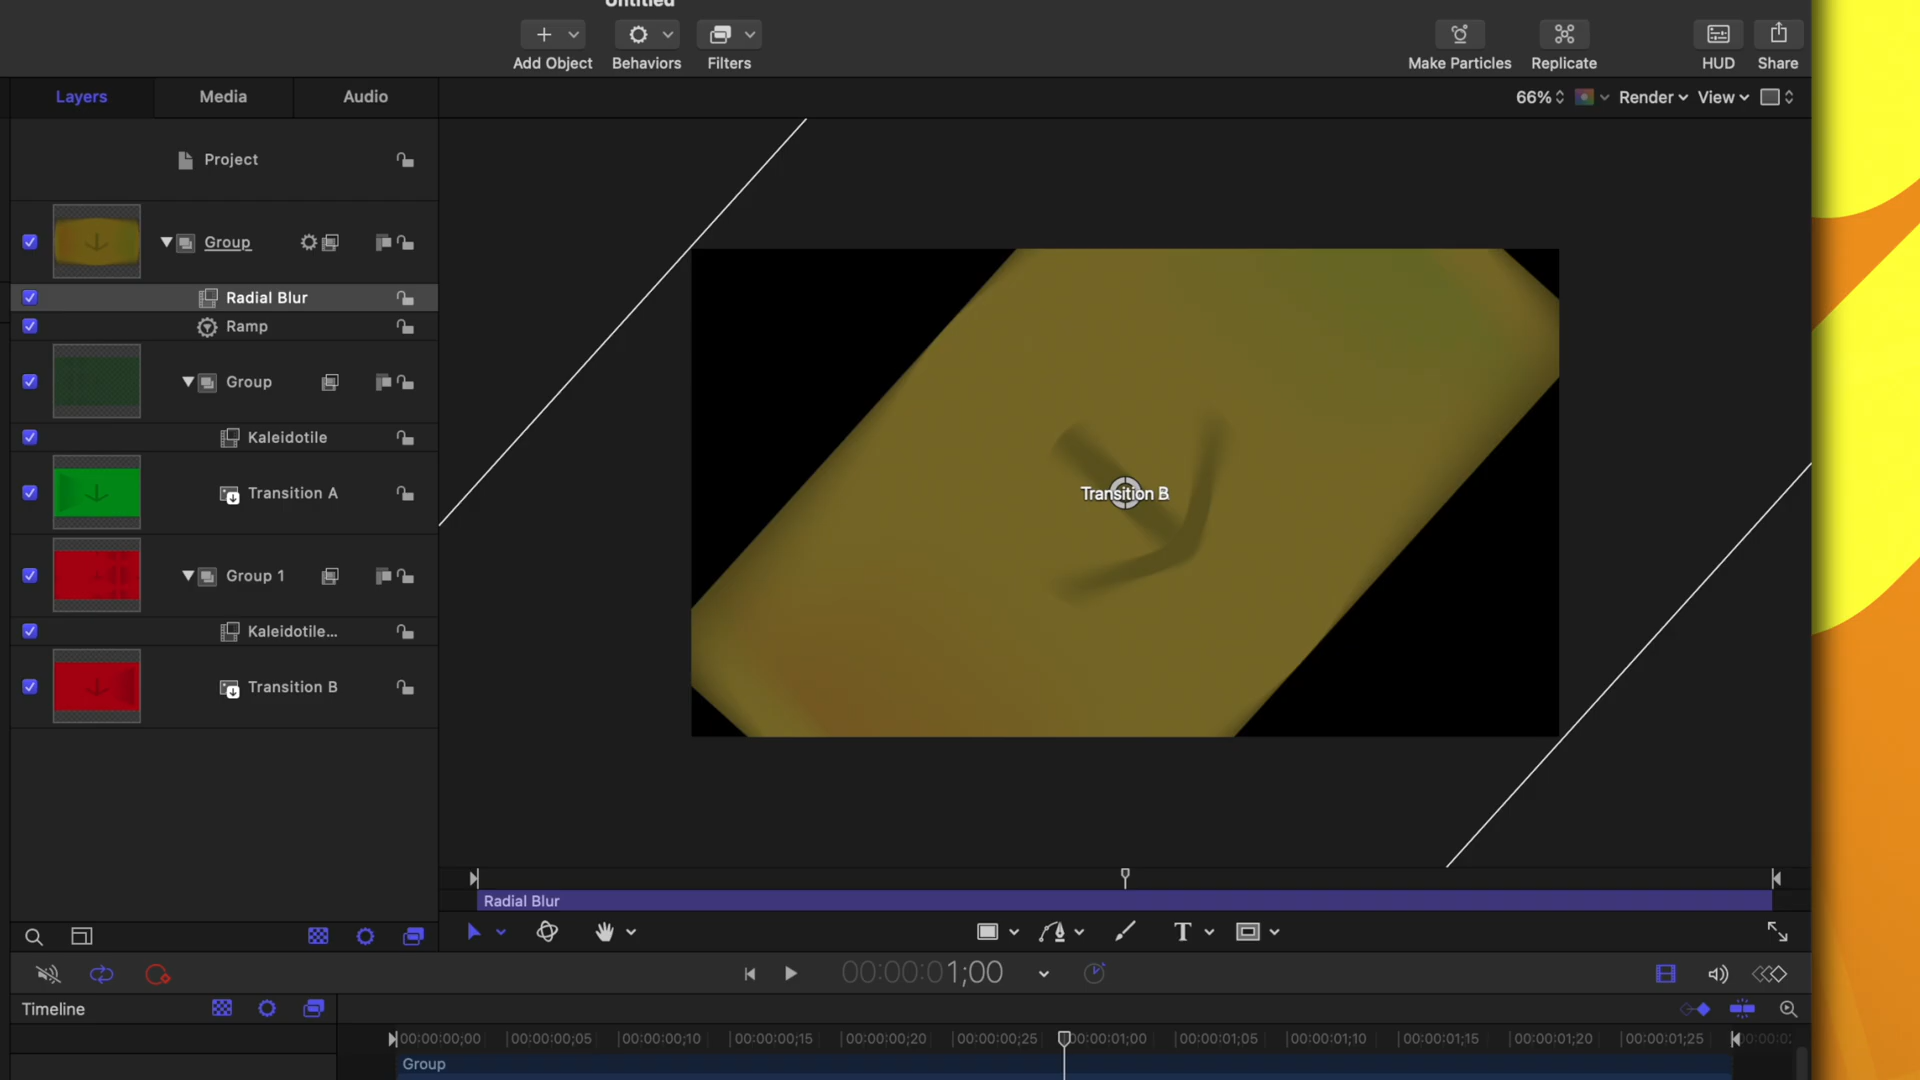 Untitled
Add Object
Behaviors
Filters
Make Particles
Replicate
HUD
Share
Layers
Media
Audio
66%
Render
View
Project
Group
Radial Blur
Ramp
Group
Kaleidotile
Transition A
Group 1
Kaleidotile...
Transition B
Transition B
Radial Blur
T
00:00:01;00
Timeline
00:00:00;00
00:00:00;05
00:00:00;10
00:00:00;15
00:00:00;20
00:00:00;25
00:00:01;00
00:00:01;05
00:00:01;10
00:00:01;15
00:00:01;20
00:00:01;25
Group